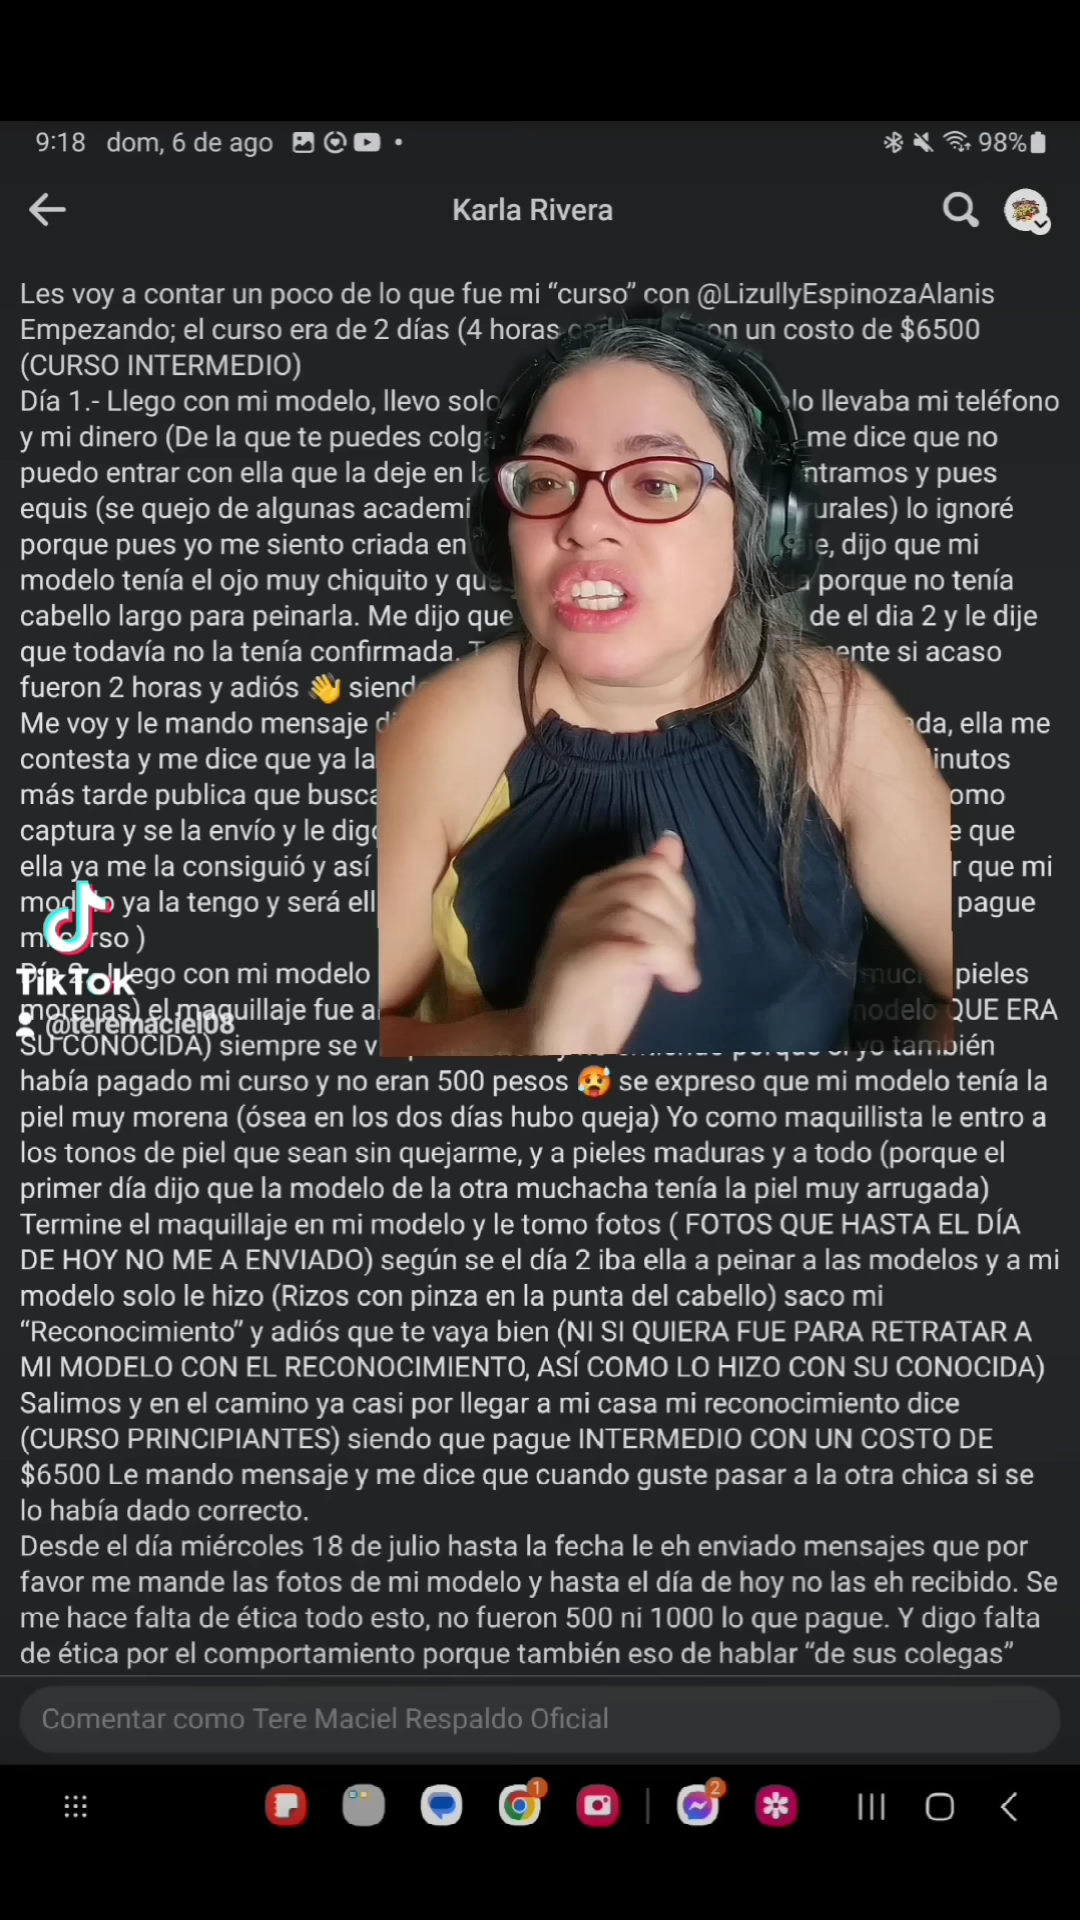 9:18 dom, 6 de ago 98%
Karla Rivera
Les voy a contar un poco de lo que fue mi “curso” con @LizullyEspinozaAlanis
Empezando; el curso era de 2 días (4 horas on un costo de $6500
(CURSO INTERMEDIO)
Día 1.- Llego con mi modelo, llevo solo lo llevaba mi teléfono
y mi dinero (De la que te puedes colga me dice que no
puedo entrar con ella que la deje en la ntramos y pues
equis (se quejo de algunas academi urales) lo ignoré
porque pues yo me siento criada en je, dijo que mi
modelo tenía el ojo muy chiquito y que porque no tenía
cabello largo para peinarla. Me dijo que de el dia 2 y le dije
que todavía no la tenía confirmada. ente si acaso
fueron 2 horas y adiós 👋 siend
Me voy y le mando mensaje d da, ella me
contesta y me dice que ya la inutos
más tarde publica que busca omo
captura y se la envío y le digo e que
ella ya me la consiguió y así r que mi
ya la tengo y será ell pague
rso )
TikTok
Llego con mi modelo pieles
morenas) el maquillaje fue a modelo QUE ERA
@teremaciel08
SU CONOCIDA) siempre se v yo también
había pagado mi curso y no eran 500 pesos 🥵 se expreso que mi modelo tenía la
piel muy morena (ósea en los dos días hubo queja) Yo como maquillista le entro a
los tonos de piel que sean sin quejarme, y a pieles maduras y a todo (porque el
primer día dijo que la modelo de la otra muchacha tenía la piel muy arrugada)
Termine el maquillaje en mi modelo y le tomo fotos ( FOTOS QUE HASTA EL DÍA
DE HOY NO ME A ENVIADO) según se el día 2 iba ella a peinar a las modelos y a mi
modelo solo le hizo (Rizos con pinza en la punta del cabello) saco mi
“Reconocimiento” y adiós que te vaya bien (NI SI QUIERA FUE PARA RETRATAR A
MI MODELO CON EL RECONOCIMIENTO, ASÍ COMO LO HIZO CON SU CONOCIDA)
Salimos y en el camino ya casi por llegar a mi casa mi reconocimiento dice
(CURSO PRINCIPIANTES) siendo que pague INTERMEDIO CON UN COSTO DE
$6500 Le mando mensaje y me dice que cuando guste pasar a la otra chica si se
lo había dado correcto.
Desde el día miércoles 18 de julio hasta la fecha le eh enviado mensajes que por
favor me mande las fotos de mi modelo y hasta el día de hoy no las eh recibido. Se
me hace falta de ética todo esto, no fueron 500 ni 1000 lo que pague. Y digo falta
de ética por el comportamiento porque también eso de hablar “de sus colegas”
Comentar como Tere Maciel Respaldo Oficial
1
2